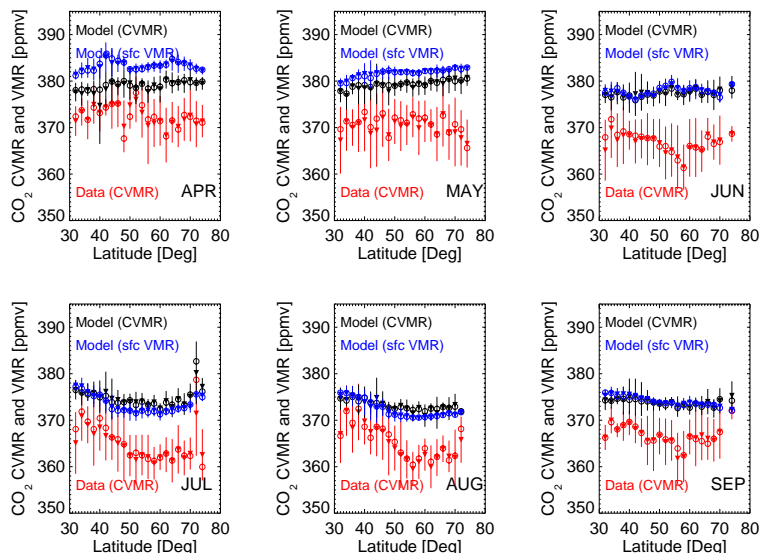 CO2 CVMR and VMR [ppmv]
390
380
370
360
350
Model (CVMR)
Model (sfc VMR)
Data (CVMR)
APR
30 40 50 60 70 80
Latitude [Deg]
CO2 CVMR and VMR [ppmv]
390
380
370
360
350
Model (CVMR)
Model (sfc VMR)
Data (CVMR)
MAY
30 40 50 60 70 80
Latitude [Deg]
CO2 CVMR and VMR [ppmv]
390
380
370
360
350
Model (CVMR)
Model (sfc VMR)
Data (CVMR)
JUN
30 40 50 60 70 80
Latitude [Deg]
CO2 CVMR and VMR [ppmv]
390
380
370
360
350
Model (CVMR)
Model (sfc VMR)
Data (CVMR)
JUL
30 40 50 60 70 80
Latitude [Deg]
CO2 CVMR and VMR [ppmv]
390
380
370
360
350
Model (CVMR)
Model (sfc VMR)
Data (CVMR)
AUG
30 40 50 60 70 80
Latitude [Deg]
CO2 CVMR and VMR [ppmv]
390
380
370
360
350
Model (CVMR)
Model (sfc VMR)
Data (CVMR)
SEP
30 40 50 60 70 80
Latitude [Deg]